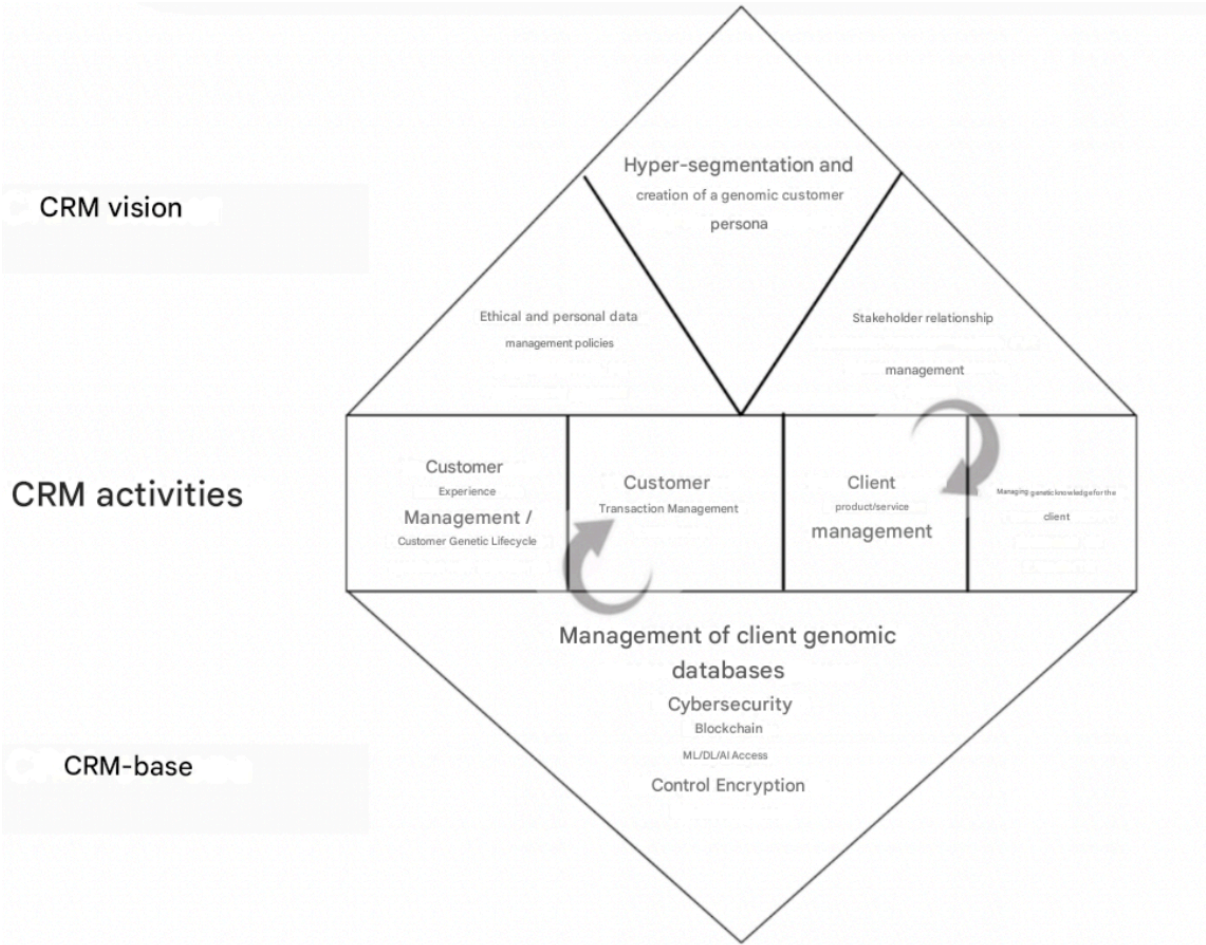 Hyper-segmentation and
creation of a genomic customer
persona
CRM vision
Ethical and personal data
management policies
Stakeholder relationship
management
CRM activities
Customer
Experience
Management /
Customer Genetic Lifecycle
Customer
Transaction Management
Client
product/service
management
Managing genetic knowledge for the
client
Management of client genomic
databases
Cybersecurity
Blockchain
ML/DL/AI Access
Control Encryption
CRM-base